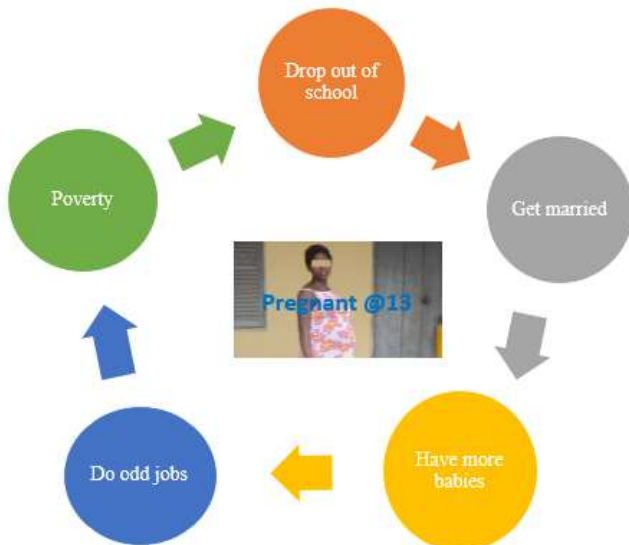 Drop out of
school
Get married
Have more
babies
Do odd jobs
Poverty
Pregnant @13